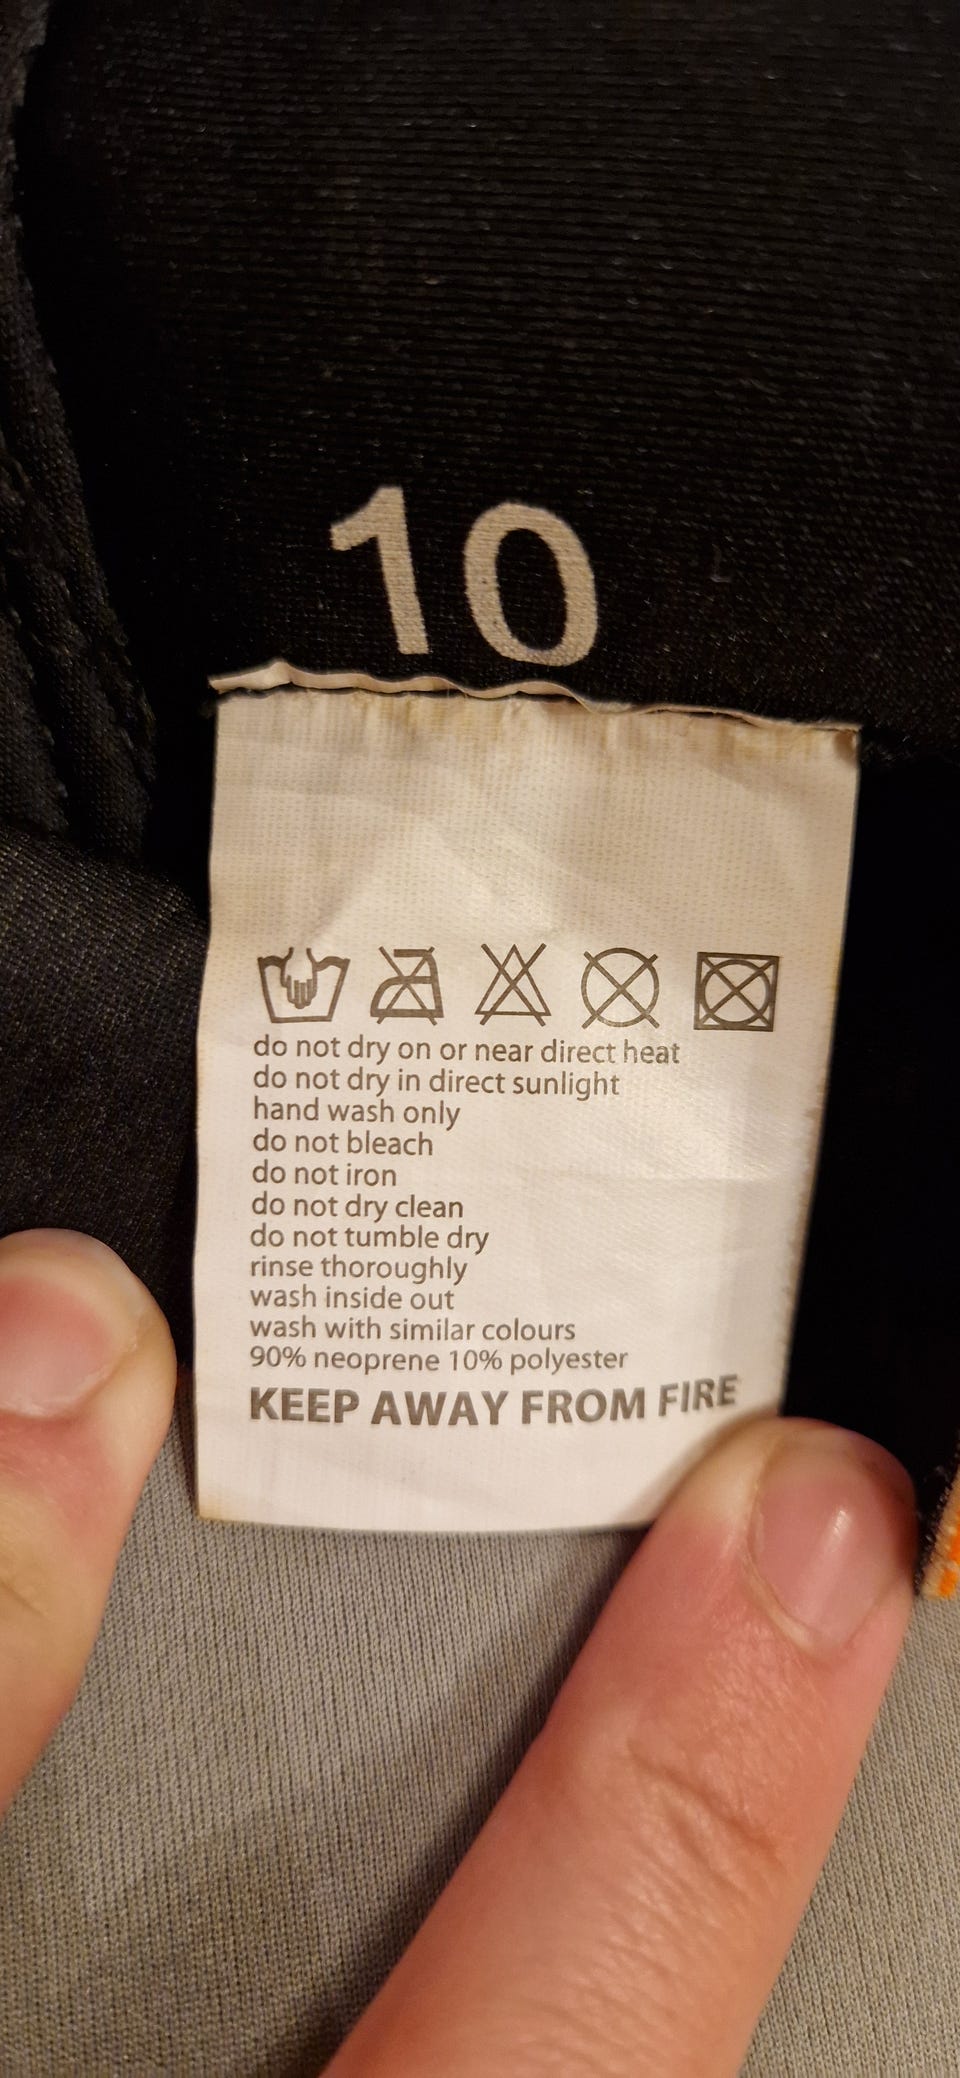 10
do not dry on or near direct heat
do not dry in direct sunlight
hand wash only
do not bleach
do not iron
do not dry clean
do not tumble dry
rinse thoroughly
wash inside out
wash with similar colours
90% neoprene 10% polyester
KEEP AWAY FROM FIRE